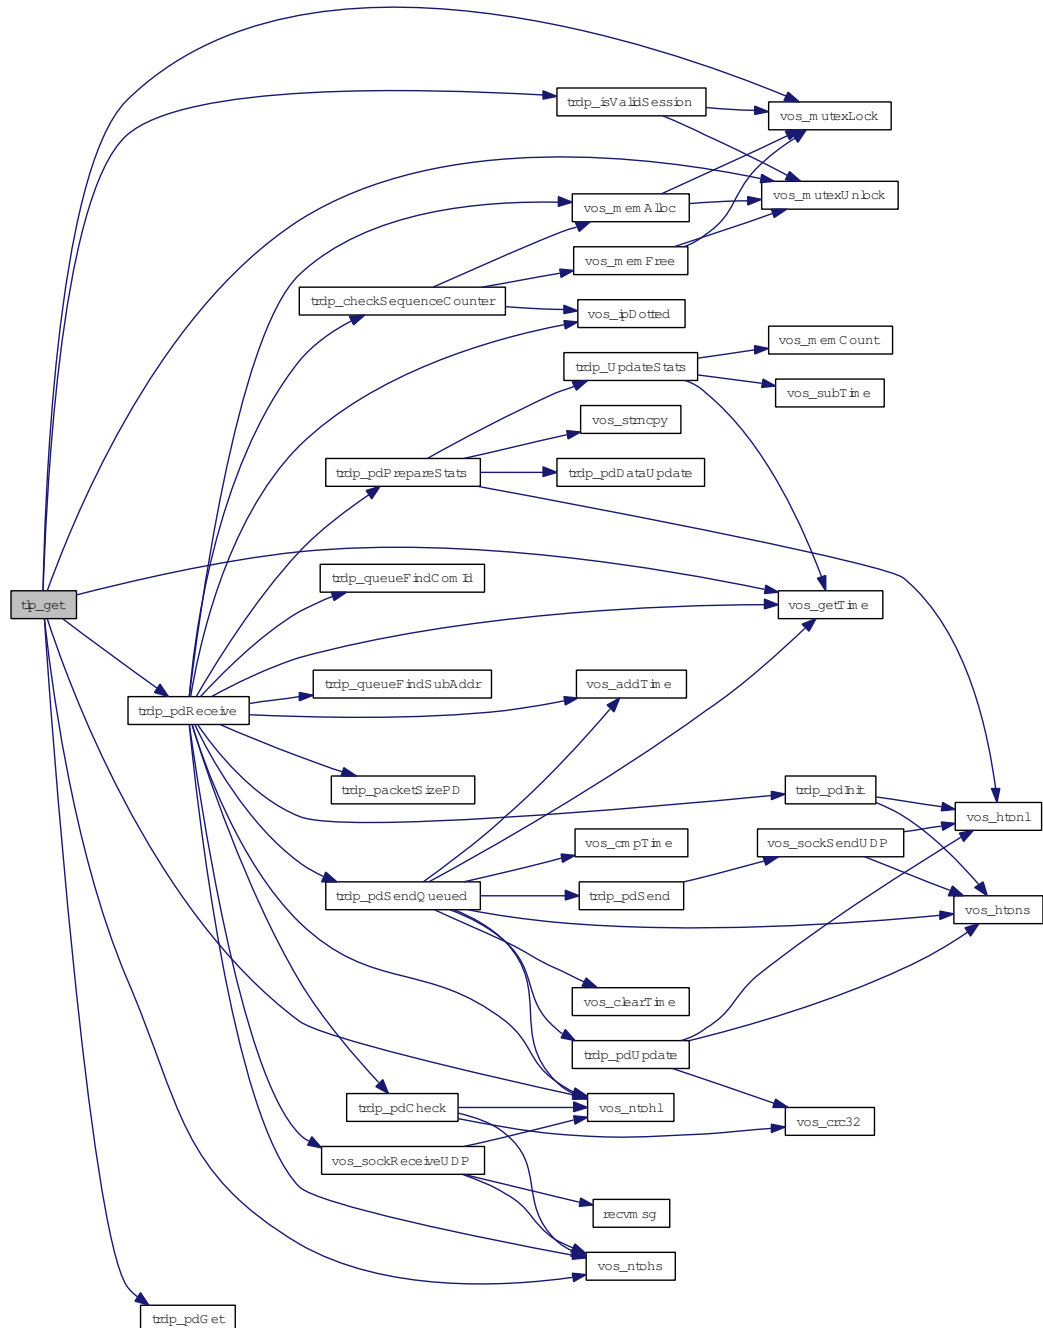 trdp_isValidSession
vos_mutexLock
vos_mutexUnlock
vos_memAlloc
vos_memFree
trdp_checkSequenceCounter
vos_ipDotted
vos_memCount
trdp_UpdateStats
vos_subTime
vos_strncpy
trdp_pdPrepareStats
trdp_pdDataUpdate
trdp_queueFindComId
tlp_get
vos_getTime
trdp_queueFindSubAddr
vos_addTime
trdp_pdReceive
trdp_packetSizePD
trdp_pdInit
vos_htonl
vos_cmpTime
vos_sockSendUDP
trdp_pdSendQueued
trdp_pdSend
vos_htons
vos_clearTime
trdp_pdUpdate
trdp_pdCheck
vos_ntohl
vos_crc32
vos_sockReceiveUDP
recvmsg
vos_ntohs
trdp_pdGet